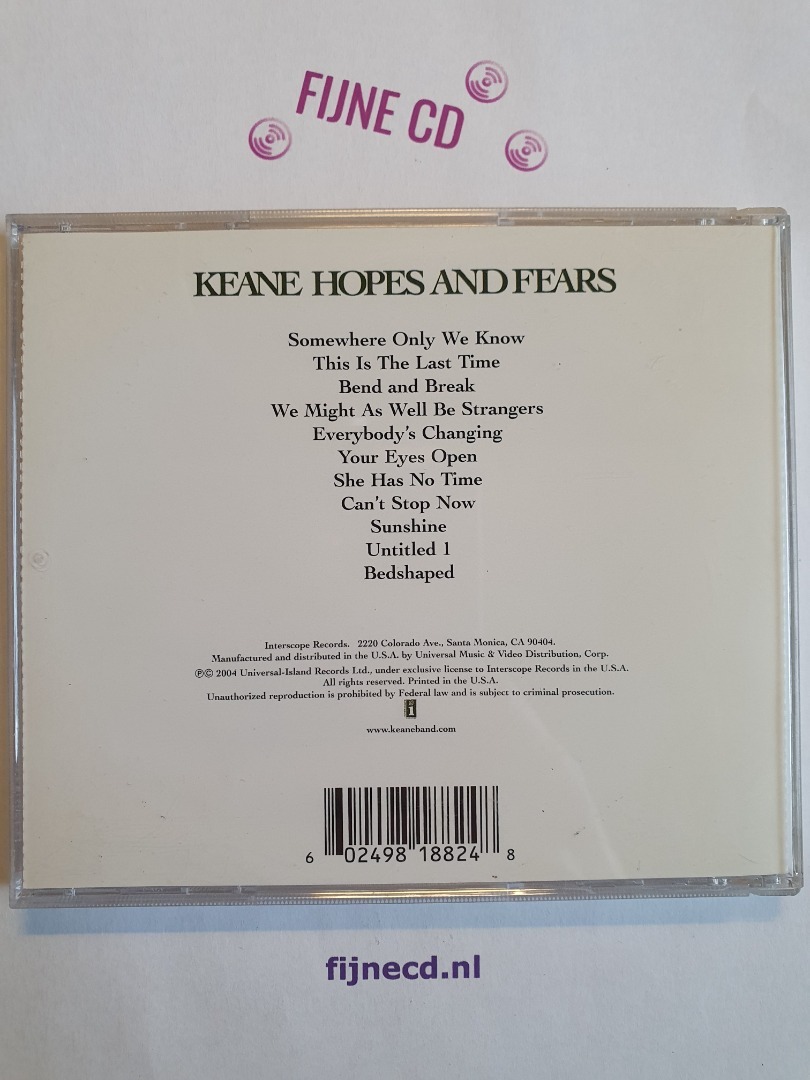 FIJNE CD
KEANE HOPES AND FEARS
Somewhere Only We Know
This Is The Last Time
Bend and Break
We Might As Well Be Strangers
Everybody's Changing
Your Eyes Open
She Has No Time
Can't Stop Now
Sunshine
Untitled 1
Bedshaped
Interscope Records. 2220 Colorado Ave., Santa Monica, CA 90404.
Manufactured and distributed in the U.S.A. by Universal Music & Video Distribution, Corp.
℗© 2004 Universal-Island Records Ltd., under exclusive license to Interscope Records in the U.S.A.
All rights reserved. Printed in the U.S.A.
Unauthorized reproduction is prohibited by Federal law and is subject to criminal prosecution.
i
www.keaneband.com
6 02498 18824 8
fijnecd.nl